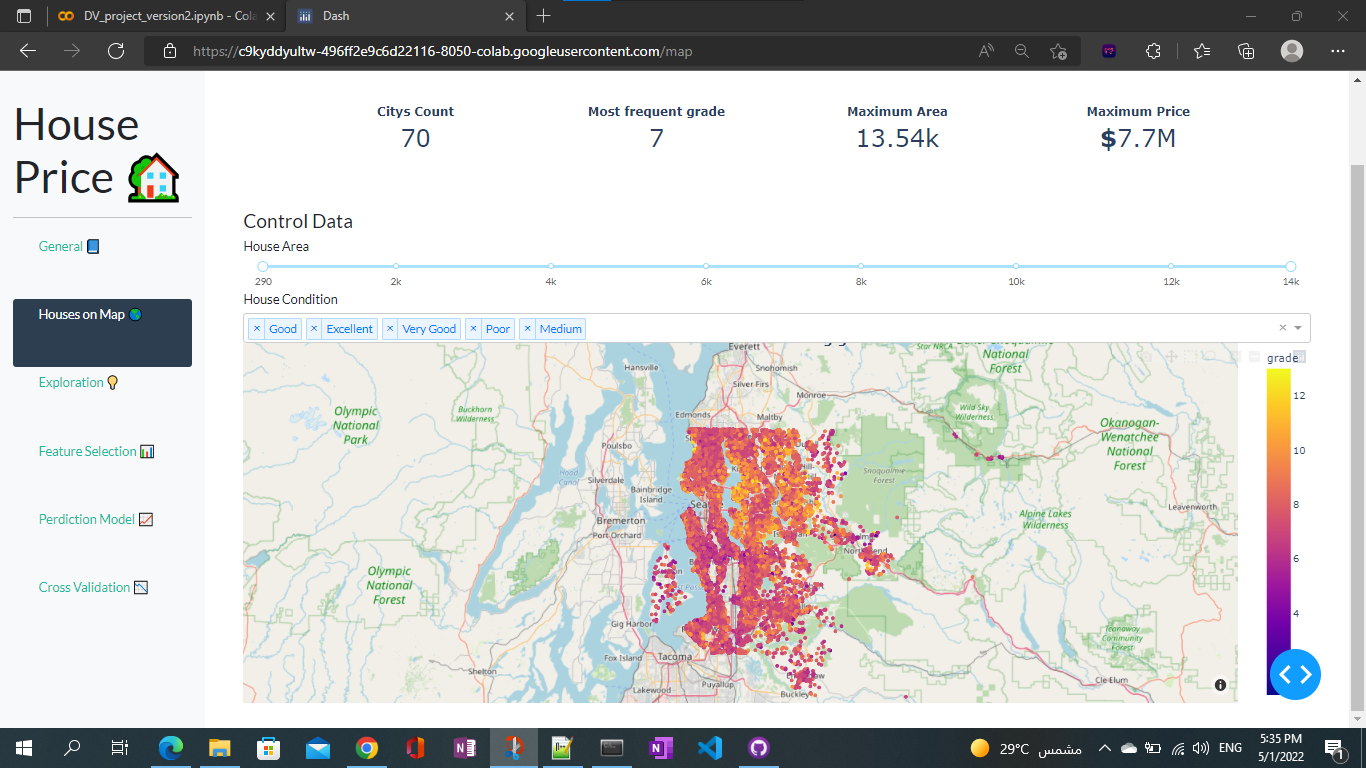 DV_project_version2.ipynb - Cola
Dash
https://c9kyddyultw-496ff2e9c6d22116-8050-colab.googleusercontent.com/map
House
Price
General
Houses on Map
Exploration
Feature Selection
Perdiction Model
Cross Validation
Citys Count
70
Most frequent grade
7
Maximum Area
13.54k
Maximum Price
$7.7M
Control Data
House Area
290 2k 4k 6k 8k 10k 12k 14k
House Condition
× Good × Excellent × Very Good × Poor × Medium
Everett
Star NRCA
National
Forest
Hansville
Snohomish
Silver Firs
Monroe
Olympic
National
Park
Buckhorn
Wilderness
Edmonds
Maltby
Wild Sky
Wilderness
Okanogan-
Wenatchee
National
Forest
Poulsbo
Hood
Canal
Silverdale
Bainbridge
Island
Snoqualmie
Forest
Seat
Bremerton
Port Orchard
Alpine Lakes
Wilderness
Leavenworth
Olympic
National
Forest
Gig Harbor
Fox Island
Tacoma
Teanaway
Community
Forest
Shelton
Lakewood
Puyallup
Buckley
Cle Elum
grade
12
10
8
6
4
29°C مشمس
ENG
5:35 PM
5/1/2022
1